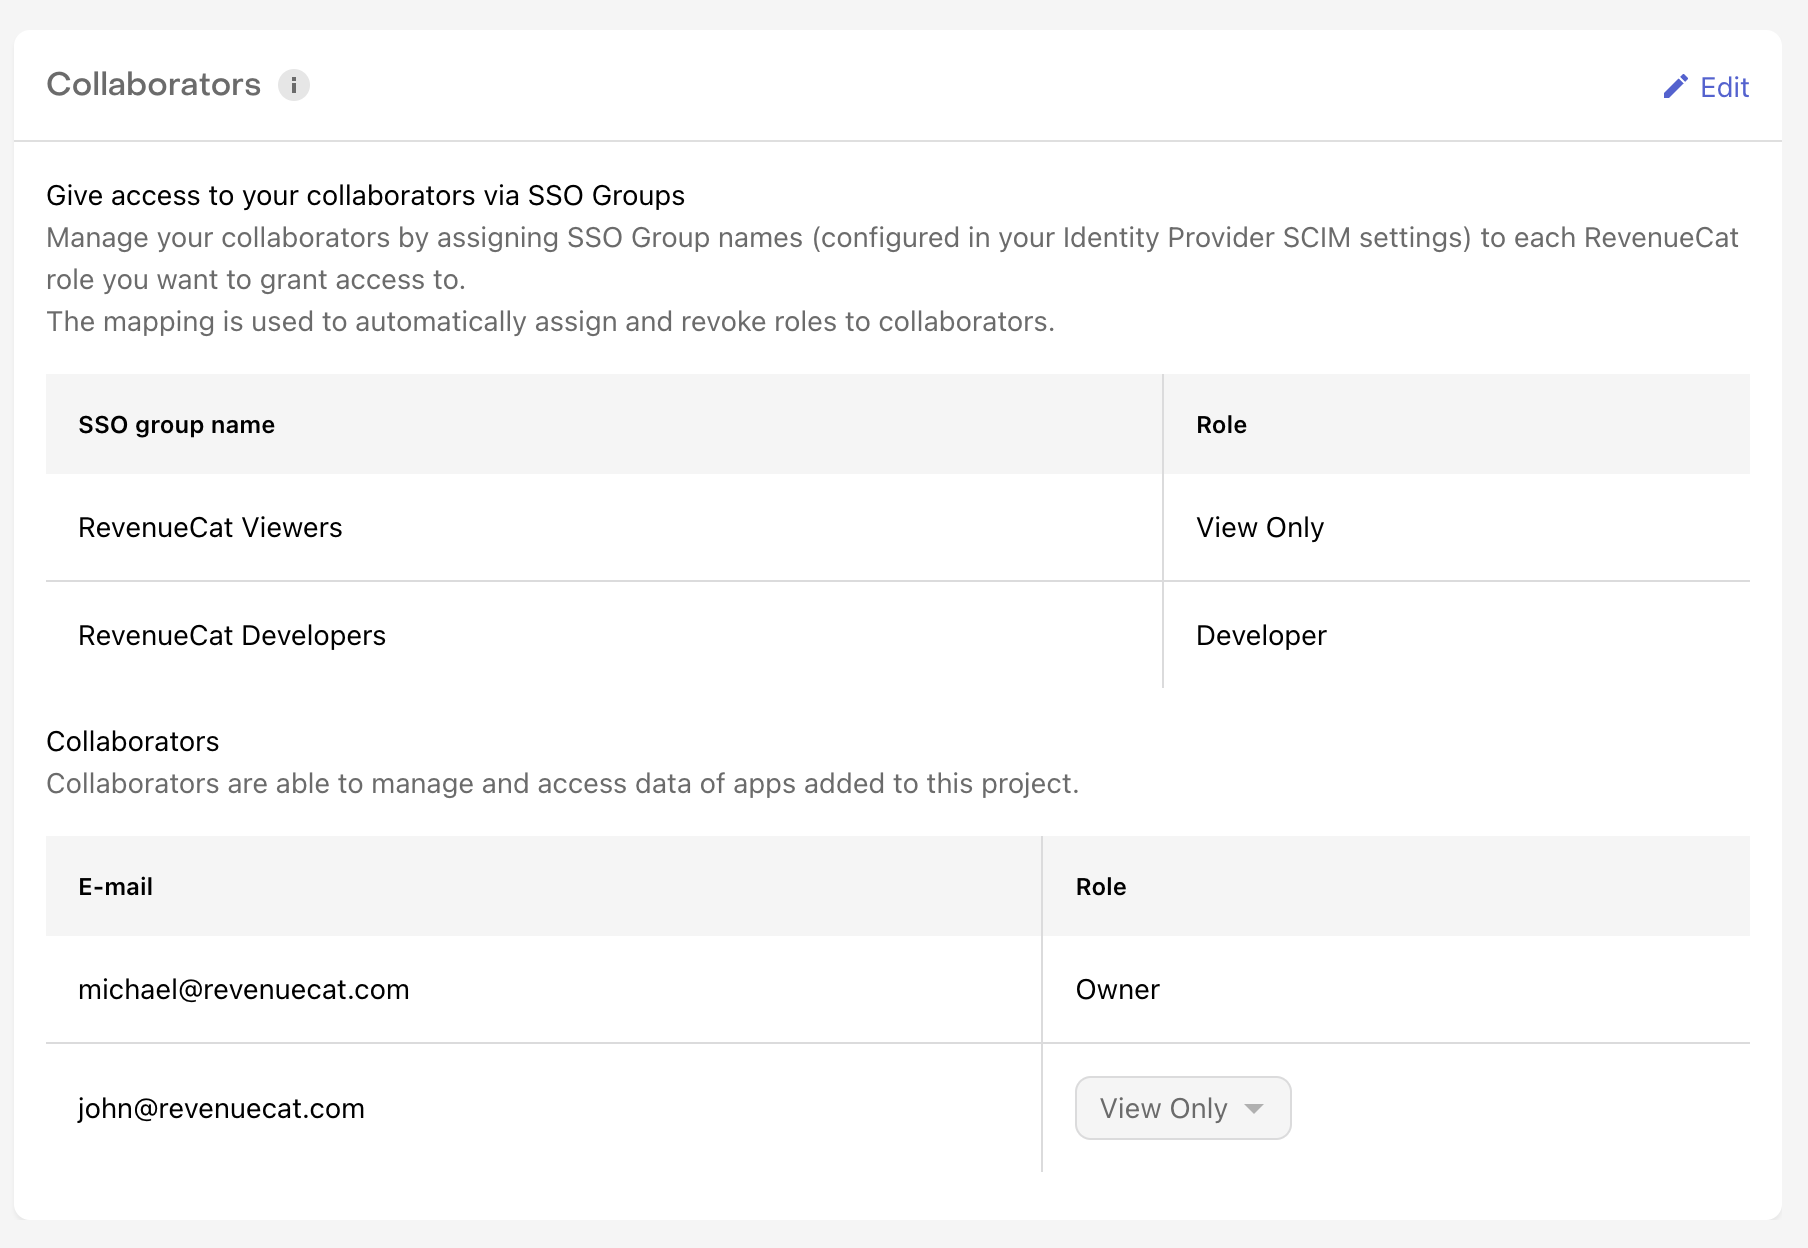 Collaborators i
Edit
Give access to your collaborators via SSO Groups
Manage your collaborators by assigning SSO Group names (configured in your Identity Provider SCIM settings) to each RevenueCat
role you want to grant access to.
The mapping is used to automatically assign and revoke roles to collaborators.
SSO group name
Role
RevenueCat Viewers
View Only
RevenueCat Developers
Developer
Collaborators
Collaborators are able to manage and access data of apps added to this project.
E-mail
Role
michael@revenuecat.com
Owner
john@revenuecat.com
View Only